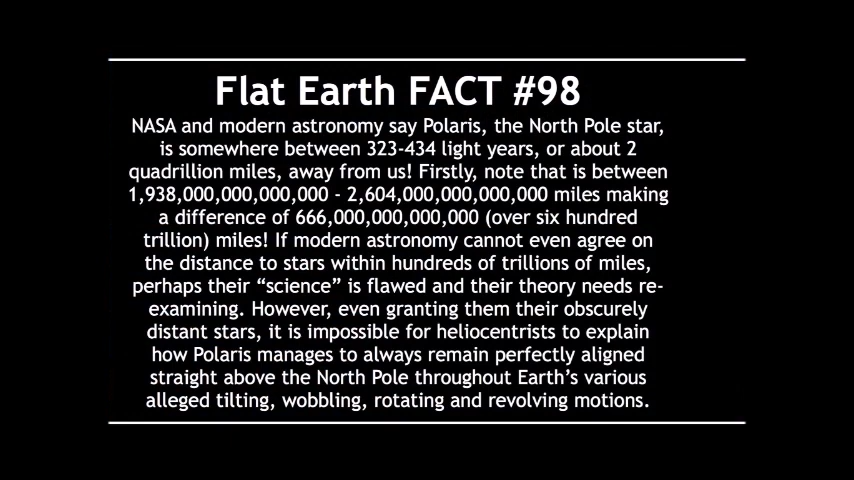 Flat Earth FACT #98
NASA and modern astronomy say Polaris, the North Pole star,
is somewhere between 323-434 light years, or about 2
quadrillion miles, away from us! Firstly, note that is between
1,938,000,000,000,000 - 2,604,000,000,000,000 miles making
a difference of 666,000,000,000,000 (over six hundred
trillion) miles! If modern astronomy cannot even agree on
the distance to stars within hundreds of trillions of miles,
perhaps their “science” is flawed and their theory needs re-
examining. However, even granting them their obscurely
distant stars, it is impossible for heliocentrists to explain
how Polaris manages to always remain perfectly aligned
straight above the North Pole throughout Earth’s various
alleged tilting, wobbling, rotating and revolving motions.